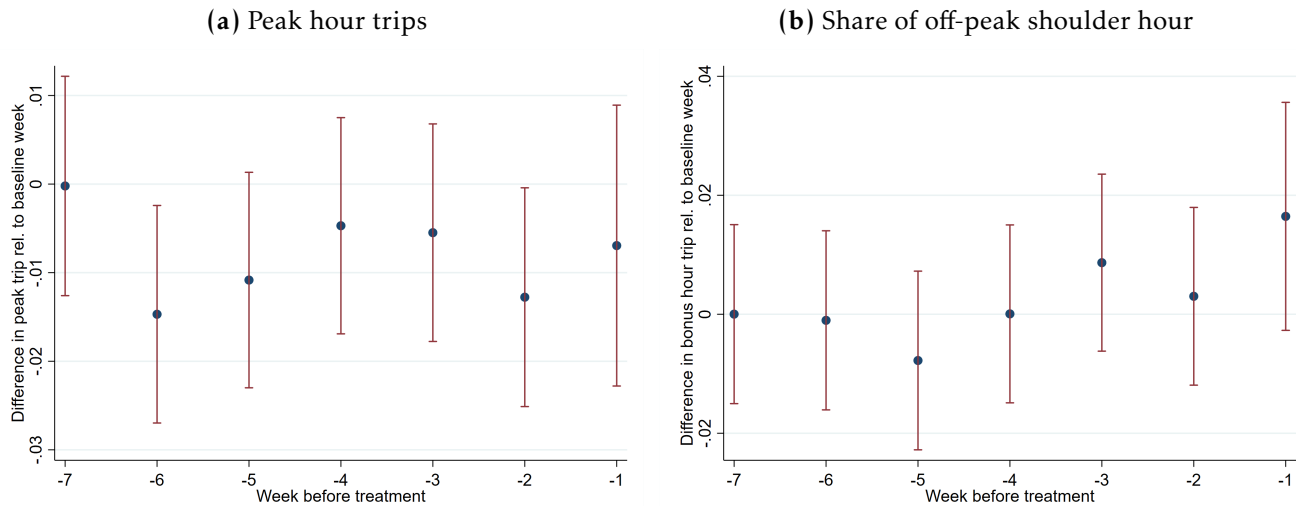 (a) Peak hour trips
Difference in peak trip rel. to baseline week
.01
0
-.01
-.02
-.03
-7 -6 -5 -4 -3 -2 -1
Week before treatment
(b) Share of off-peak shoulder hour
Difference in bonus hour trip rel. to baseline week
.04
.02
0
-.02
-7 -6 -5 -4 -3 -2 -1
Week before treatment